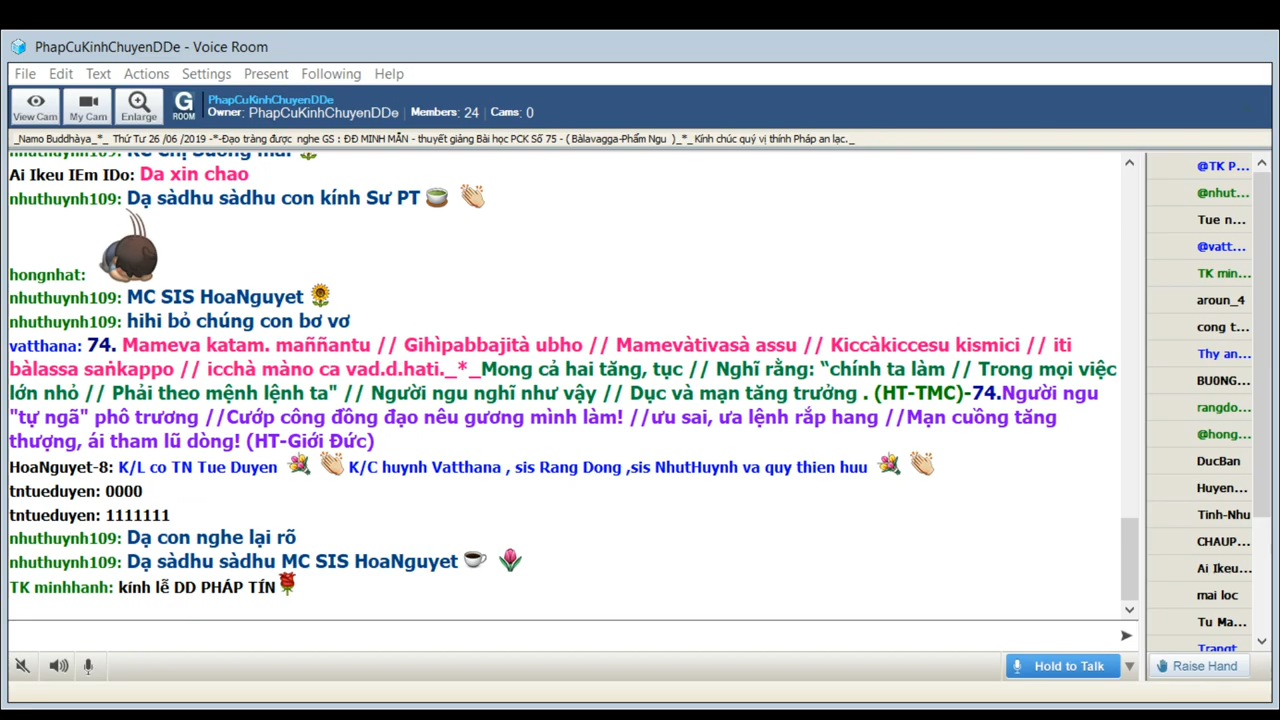 PhapCuKinhChuyenDDe - Voice Room
File Edit Text Actions Settings Present Following Help
View Cam My Cam Enlarge G ROOM
PhapCuKinhChuyenDDe
Owner: PhapCuKinhChuyenDDe Members: 24 Cams: 0
_Namo Buddhàya_*_ Thứ Tư 26 /06 /2019 -*-Đạo tràng được nghe GS : ĐĐ MINH MẪN - thuyết giảng Bài học PCK Số 75 - ( Bàlavagga-Phẩm Ngu )_*_Kính chúc quý vị thính Pháp an lạc._
Ai Ikeu IEm IDo: Da xin chao
nhuthuynh109: Dạ sàdhu sàdhu con kính Sư PT
hongnhat:
nhuthuynh109: MC SIS HoaNguyet
nhuthuynh109: hihi bỏ chúng con bơ vơ
vatthana: 74. Mameva katam. maññantu // Gihìpabbajità ubho // Mamevàtivasà assu // Kiccàkiccesu kismici // iti
bàlassa saṅkappo // icchà màno ca vad.d.hati._*_Mong cả hai tăng, tục // Nghĩ rằng: “chính ta làm // Trong mọi việc
lớn nhỏ // Phải theo mệnh lệnh ta" // Người ngu nghĩ như vậy // Dục và mạn tăng trưởng . (HT-TMC)-74.Người ngu
"tự ngã" phô trương //Cướp công đồng đạo nêu gương mình làm! //ưu sai, ưa lệnh rắp hang //Mạn cuồng tăng
thượng, ái tham lũ dòng! (HT-Giới Đức)
HoaNguyet-8: K/L co TN Tue Duyen K/C huynh Vatthana , sis Rang Dong ,sis NhutHuynh va quy thien huu
tntueduyen: 0000
tntueduyen: 1111111
nhuthuynh109: Dạ con nghe lại rõ
nhuthuynh109: Dạ sàdhu sàdhu MC SIS HoaNguyet
TK minhhanh: kính lễ DD PHÁP TÍN
@TK P...
@nhut...
Tue n...
@vatt...
TK min...
aroun_4
cong t...
Thy an...
BU0NG...
rangdo...
@hong...
DucBan
Huyen...
Tinh-Nhu
CHAUP...
Ai Ikeu...
mai loc
Tu Ma...
Trangt
Hold to Talk Raise Hand